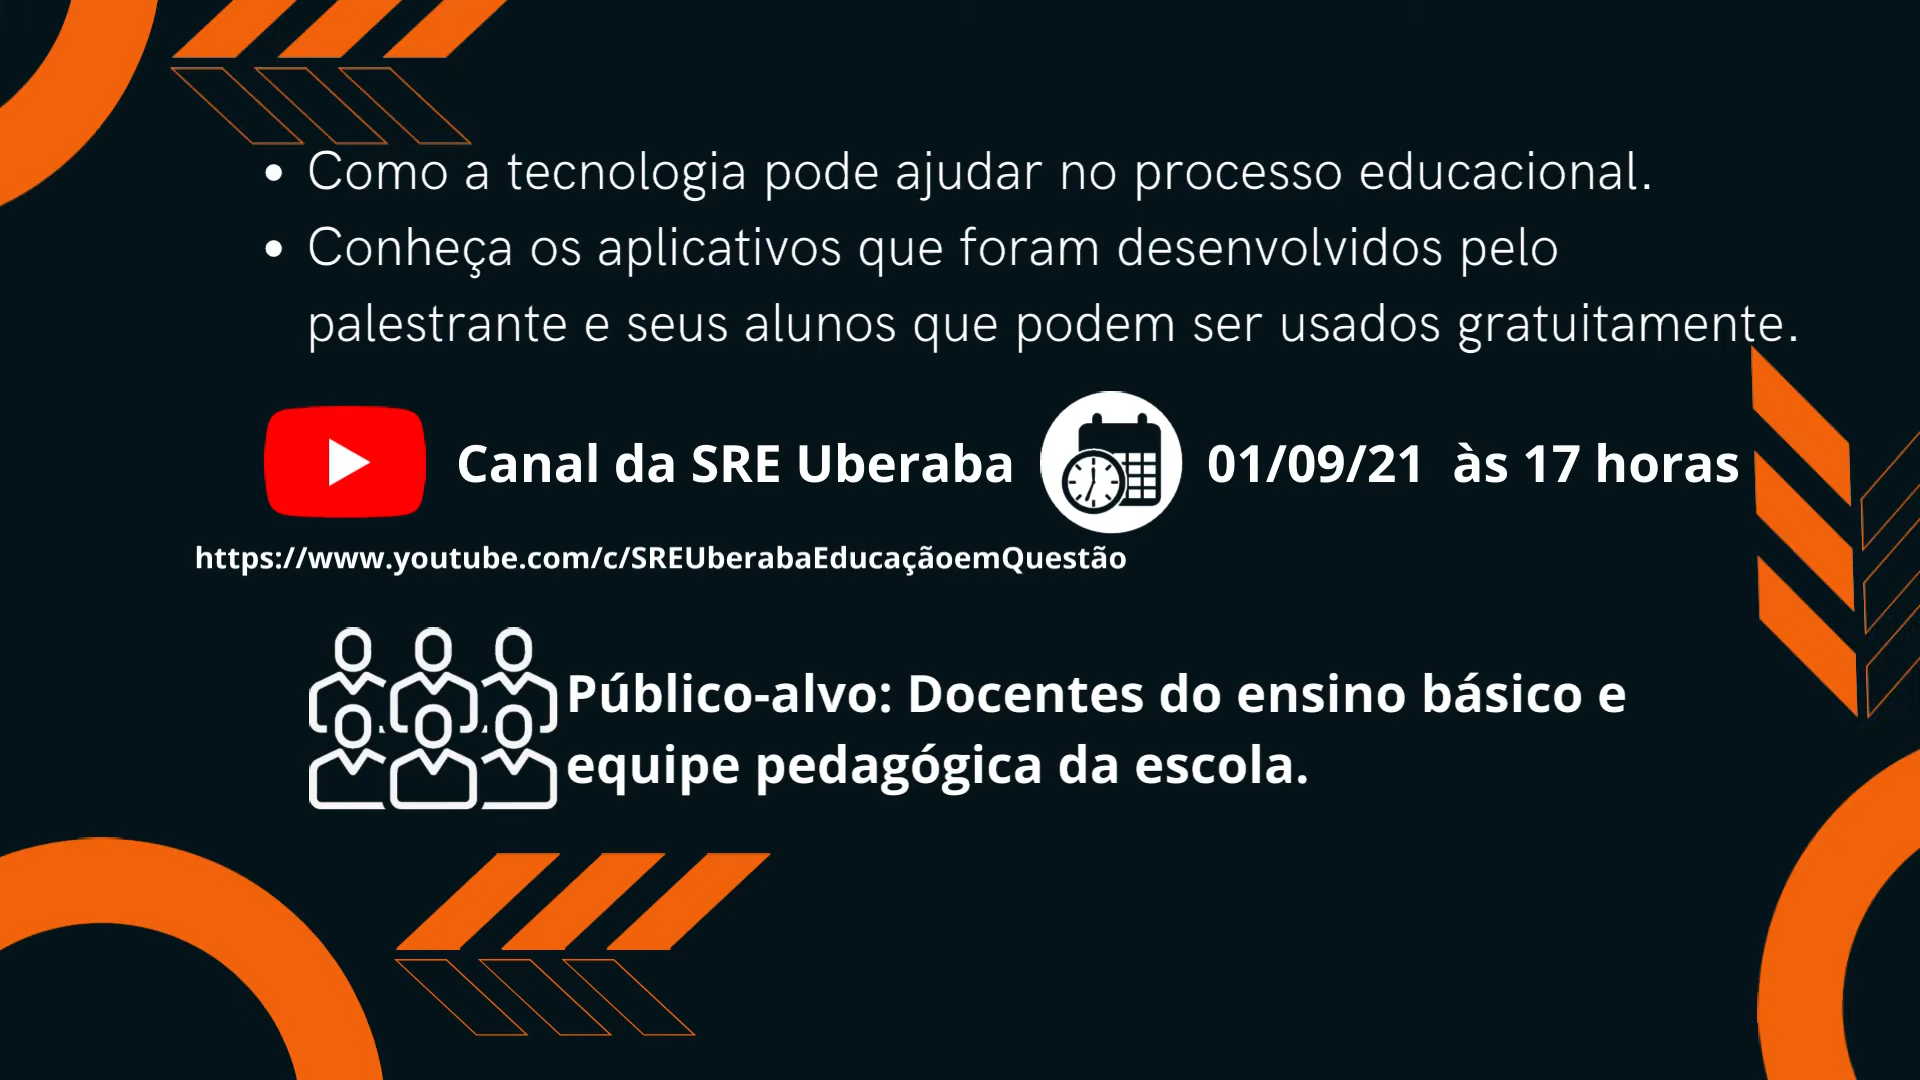 • Como a tecnologia pode ajudar no processo educacional.
• Conheça os aplicativos que foram desenvolvidos pelo
palestrante e seus alunos que podem ser usados gratuitamente.
Canal da SRE Uberaba
01/09/21 às 17 horas
https://www.youtube.com/c/SREUberabaEducaçãoemQuestão
Público-alvo: Docentes do ensino básico e
equipe pedagógica da escola.